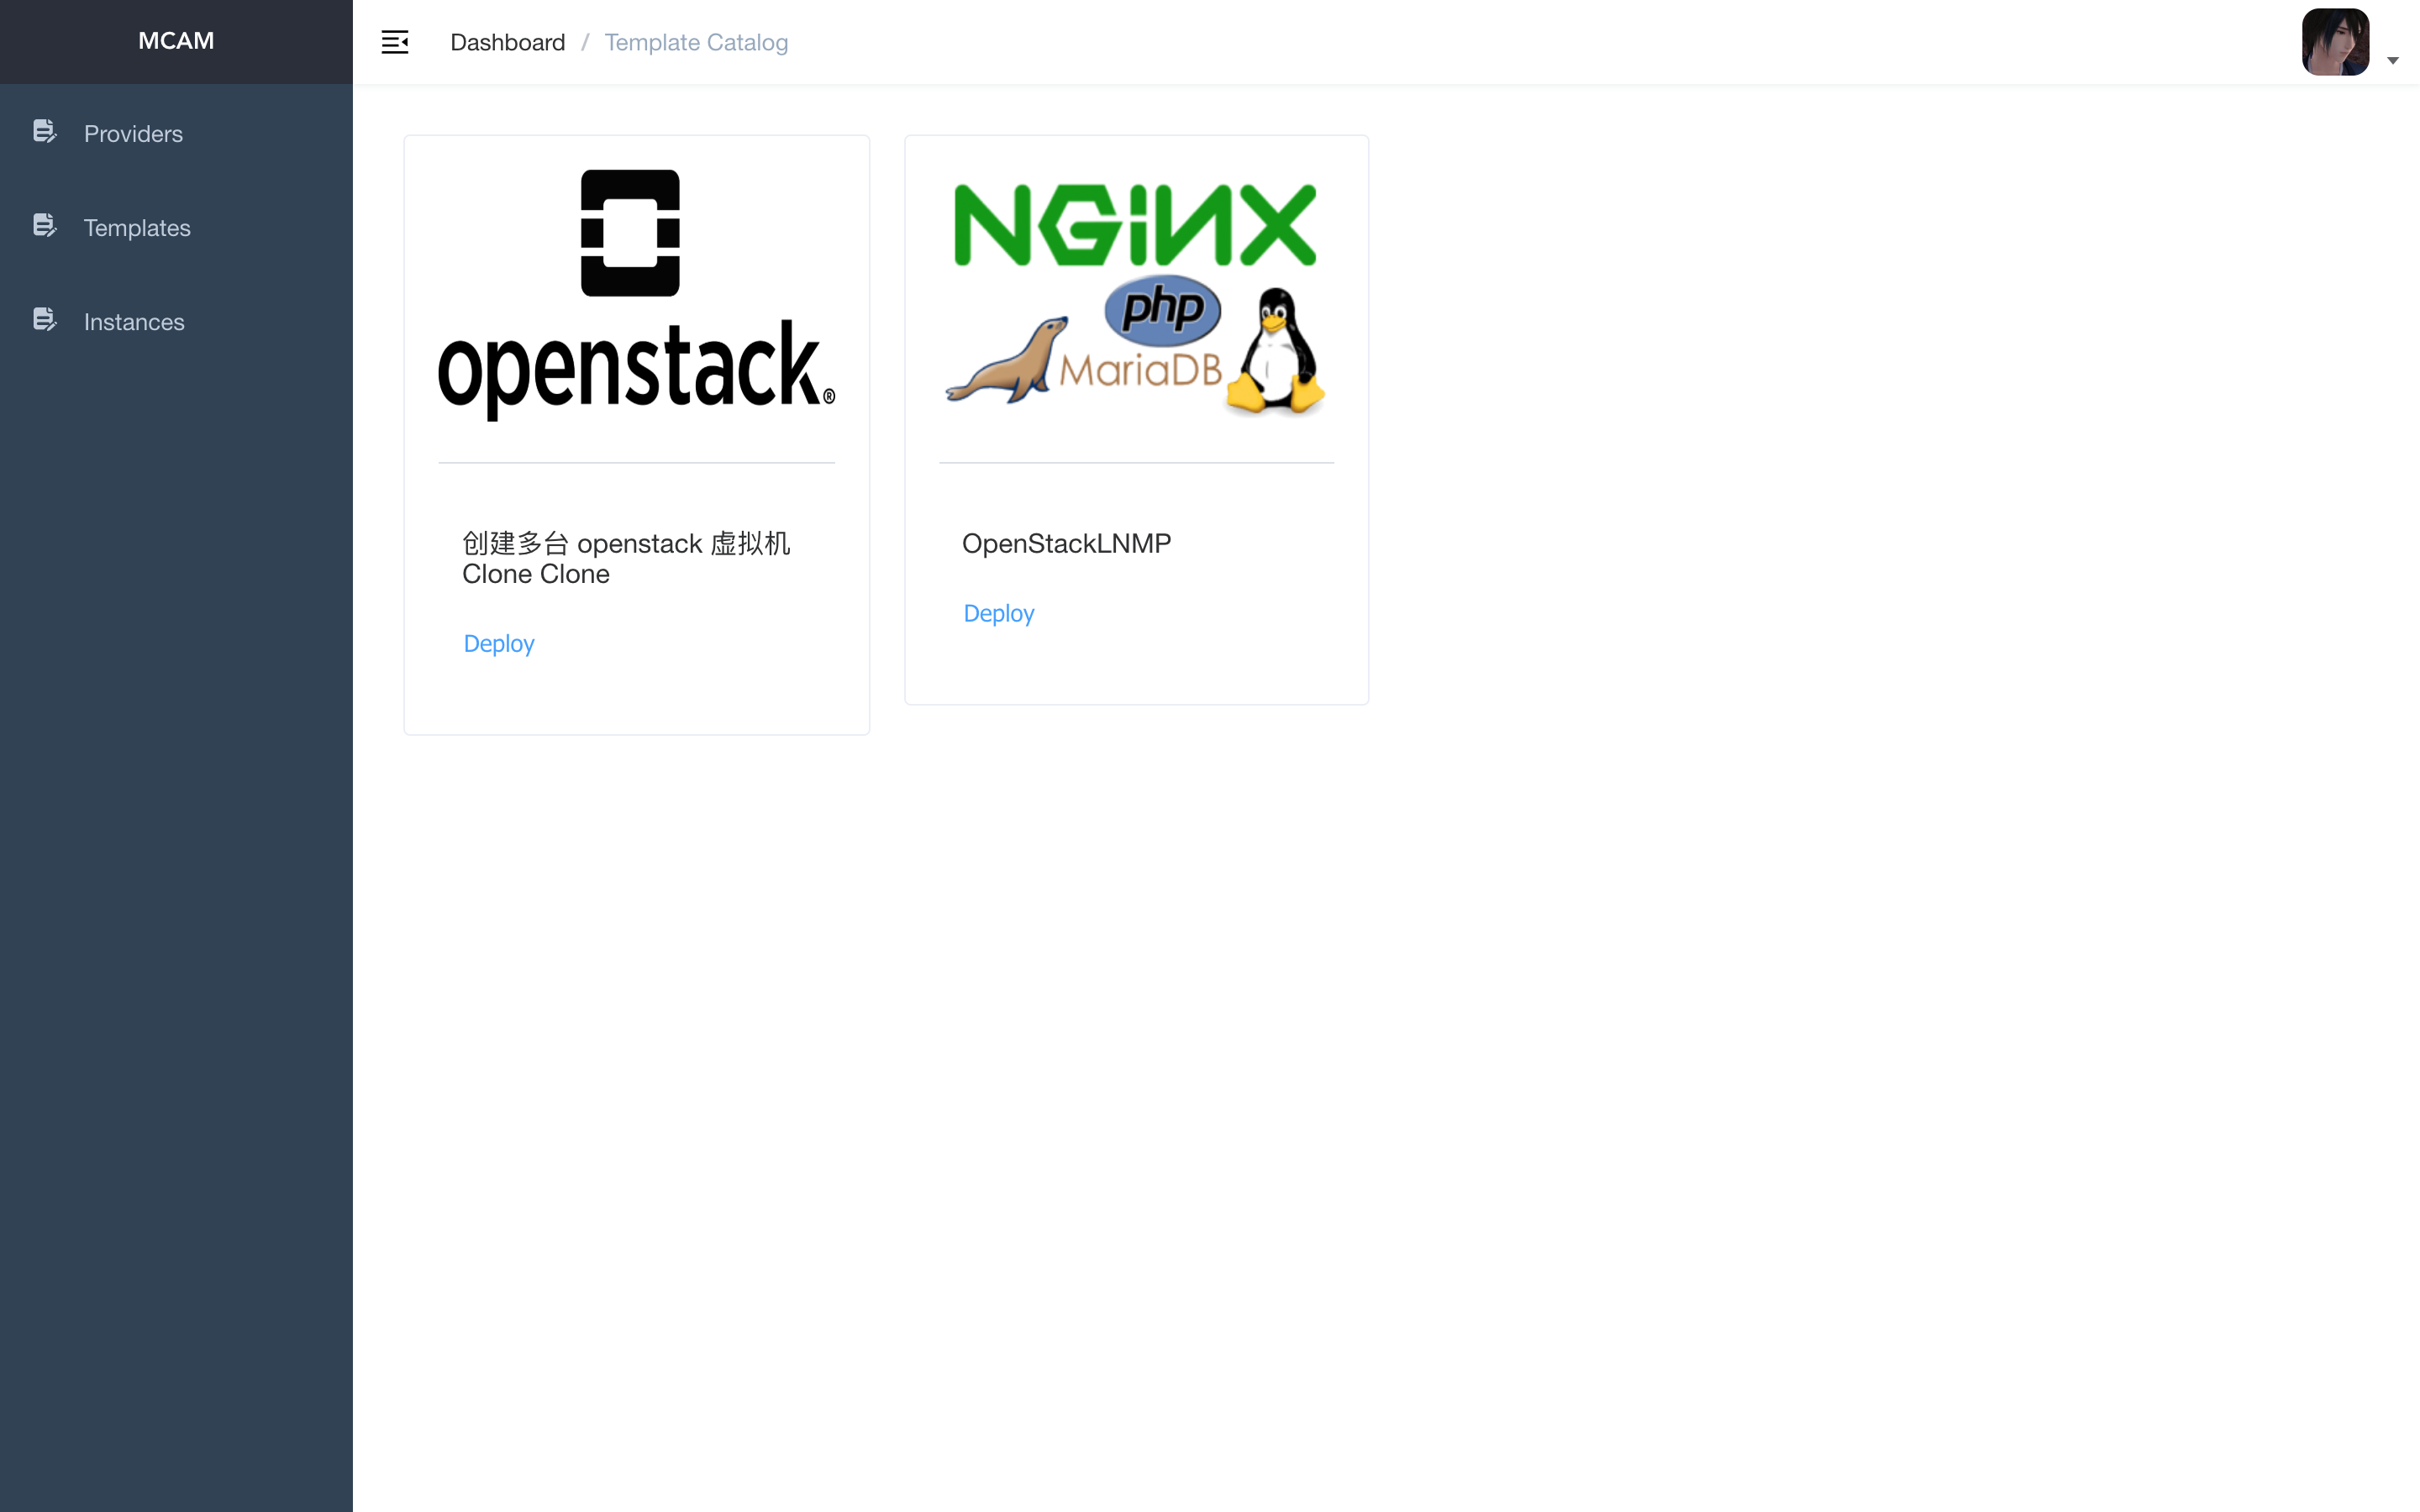 MCAM
Dashboard / Template Catalog
Providers
Templates
Instances
openstack®
创建多台 openstack 虚拟机
Clone Clone
Deploy
NGiNX
php
MariaDB
OpenStackLNMP
Deploy